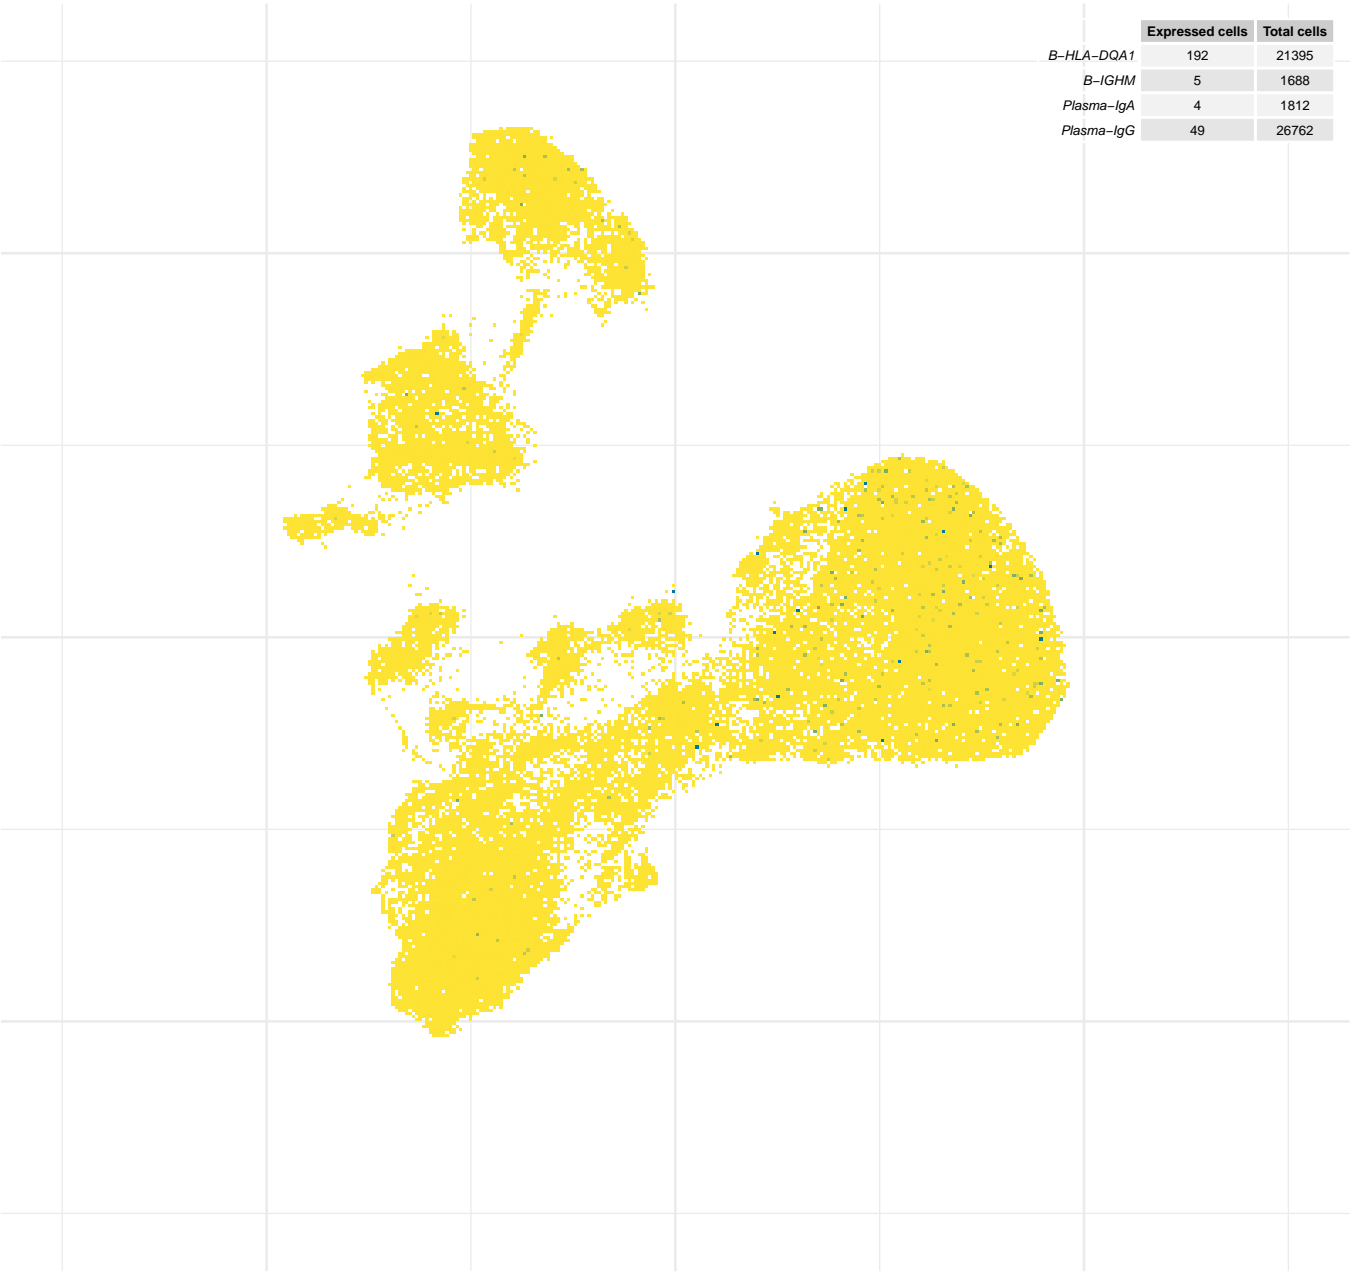 Expressed cells Total cells
B−HLA−DQA1 192 21395
B−IGHM 5 1688
Plasma−IgA 4 1812
Plasma−IgG 49 26762